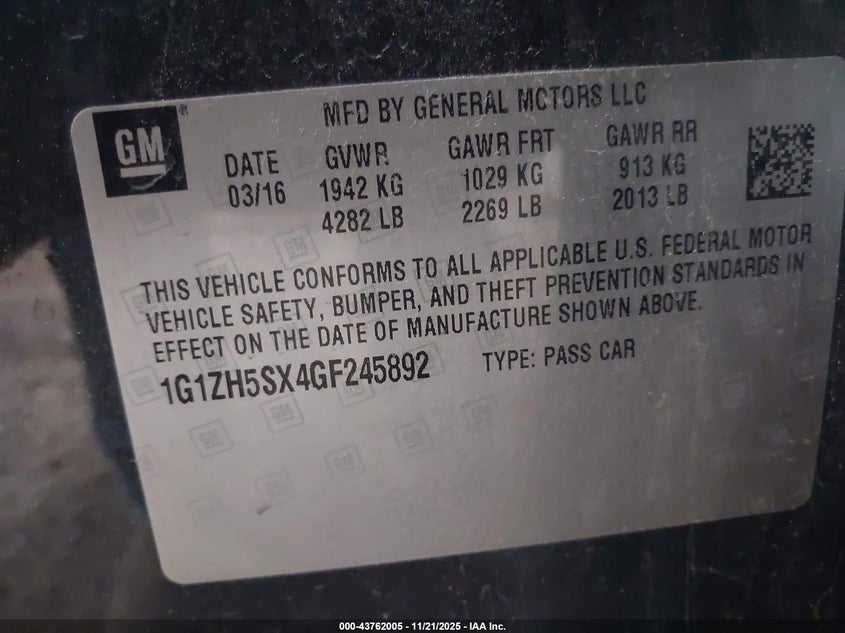 GM
MFD BY GENERAL MOTORS LLC
DATE GVWR GAWR FRT GAWR RR
03/16 1942 KG 1029 KG 913 KG
4282 LB 2269 LB 2013 LB
THIS VEHICLE CONFORMS TO ALL APPLICABLE U.S. FEDERAL MOTOR
VEHICLE SAFETY, BUMPER, AND THEFT PREVENTION STANDARDS IN
EFFECT ON THE DATE OF MANUFACTURE SHOWN ABOVE.
1G1ZH5SX4GF245892 TYPE: PASS CAR
000-43762005 - 11/21/2025 - IAA Inc.